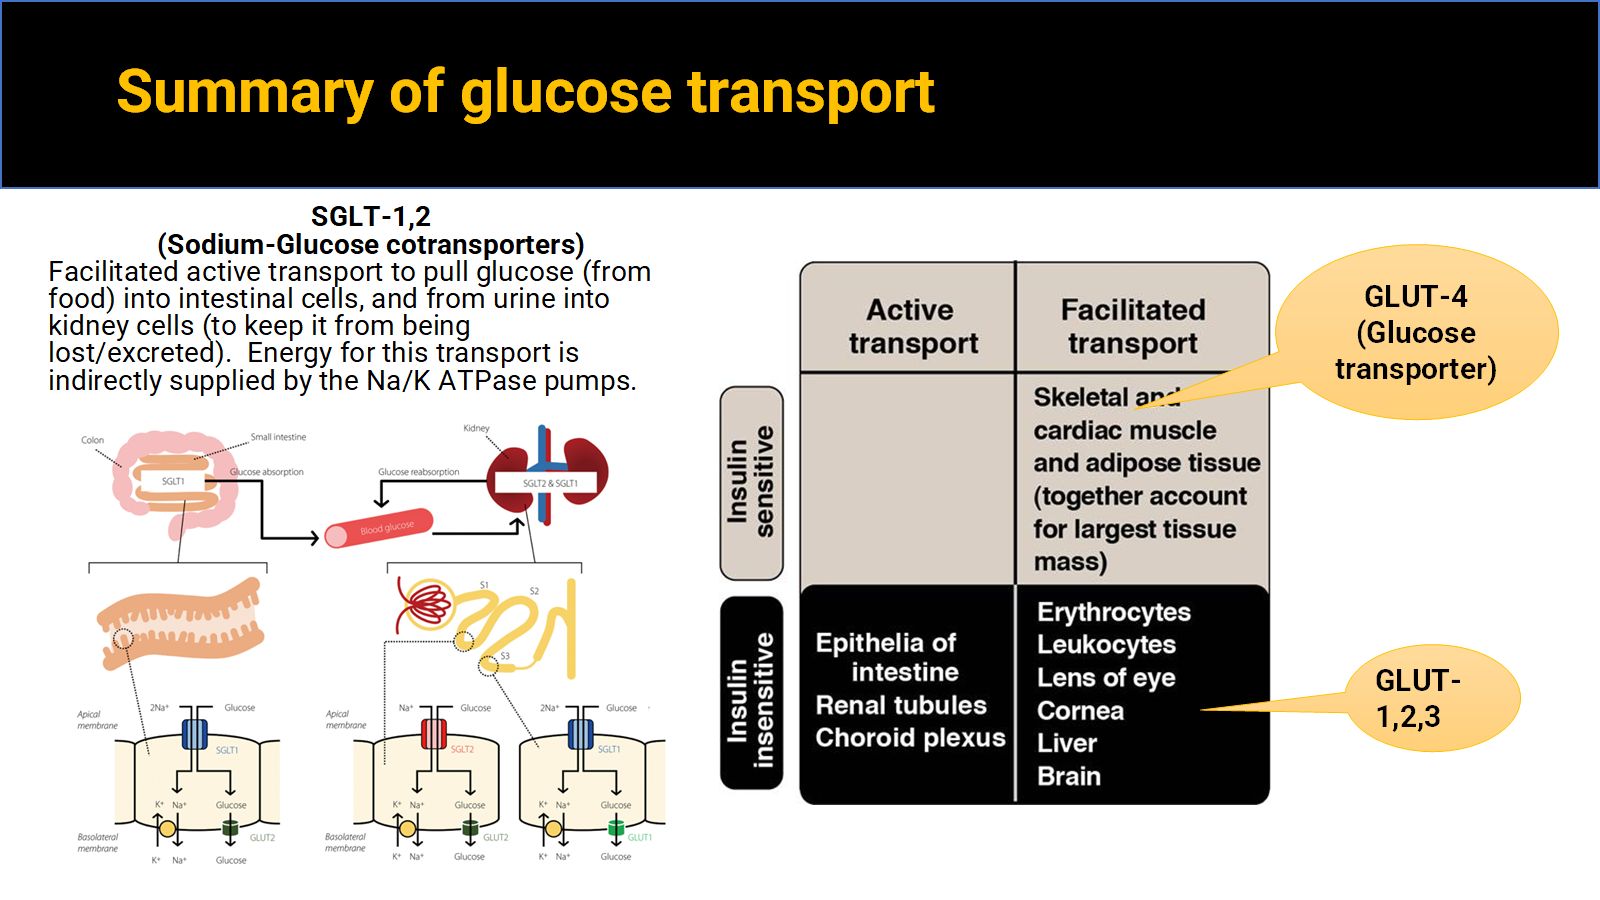 Summary of glucose transport
SGLT-1,2
(Sodium-Glucose cotransporters)
Facilitated active transport to pull glucose (from
food) into intestinal cells, and from urine into
kidney cells (to keep it from being
lost/excreted).  Energy for this transport is
indirectly supplied by the Na/K ATPase pumps.
Colon
Small intestine
SGLT1
Glucose absorption
Kidney
Glucose reabsorption
SGLT2 & SGLT1
Blood glucose
S1
S2
S3
Apical
membrane
2Na⁺
Glucose
SGLT1
K⁺
Na⁺
Glucose
Basolateral
membrane
GLUT2
K⁺
Na⁺
Glucose
Apical
membrane
Na⁺
Glucose
SGLT2
K⁺
Na⁺
Glucose
Basolateral
membrane
GLUT2
K⁺
Na⁺
Glucose
2Na⁺
Glucose
SGLT1
K⁺
Na⁺
Glucose
GLUT1
K⁺
Na⁺
Glucose
Active
transport
Facilitated
transport
Insulin
sensitive
Skeletal and
cardiac muscle
and adipose tissue
(together account
for largest tissue
mass)
Insulin
insensitive
Epithelia of
intestine
Renal tubules
Choroid plexus
Erythrocytes
Leukocytes
Lens of eye
Cornea
Liver
Brain
GLUT-4
(Glucose
transporter)
GLUT-
1,2,3